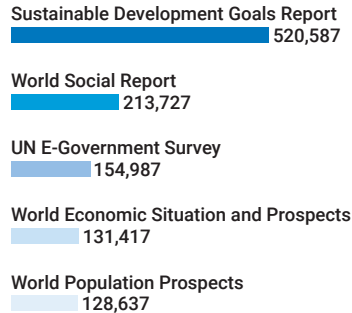 Sustainable Development Goals Report
520,587
World Social Report
213,727
UN E-Government Survey
154,987
World Economic Situation and Prospects
131,417
World Population Prospects
128,637